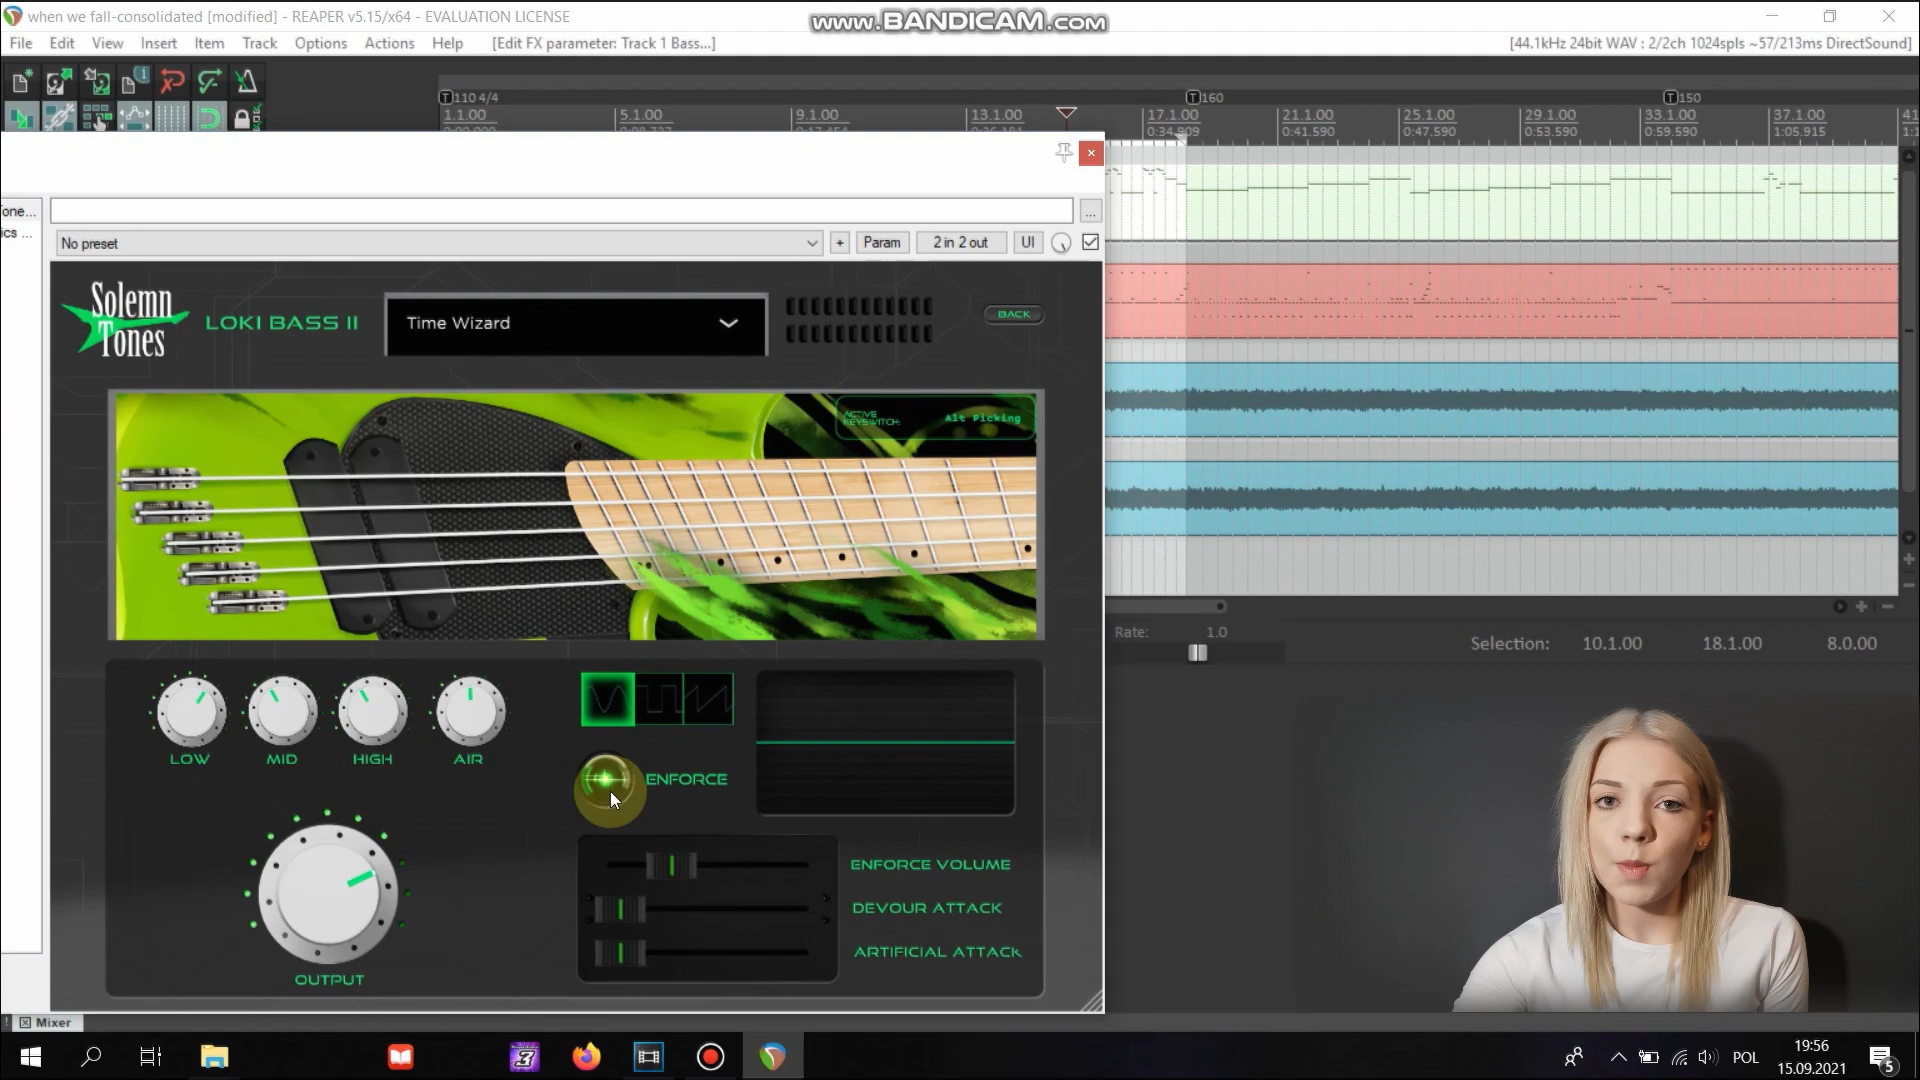 when we fall-consolidated [modified] - REAPER v5.15/x64 - EVALUATION LICENSE
www.BANDICAM.com
File Edit View Insert Item Track Options Actions Help [Edit FX parameter: Track 1 Bass...]
[44.1kHz 24bit WAV : 2/2ch 1024spls ~57/213ms DirectSound]
T 110 4/4 T 160 T 150
1.1.00 5.1.00 9.1.00 13.1.00 17.1.00 21.1.00 25.1.00 29.1.00 33.1.00 37.1.00 41
0:34.909 0:41.590 0:47.590 0:53.590 0:59.590 1:05.915
one...
ics ...
...
No preset + Param 2 in 2 out UI
Solemn
Tones
LOKI BASS II
Time Wizard
BACK
ACTIVE
KEYSWITCH:
Alt Picking
LOW MID HIGH AIR
ENFORCE
OUTPUT
ENFORCE VOLUME
DEVOUR ATTACK
ARTIFICIAL ATTACK
Rate: 1.0
Selection: 10.1.00 18.1.00 8.0.00
Mixer
3
POL
19:56
15.09.2021
5